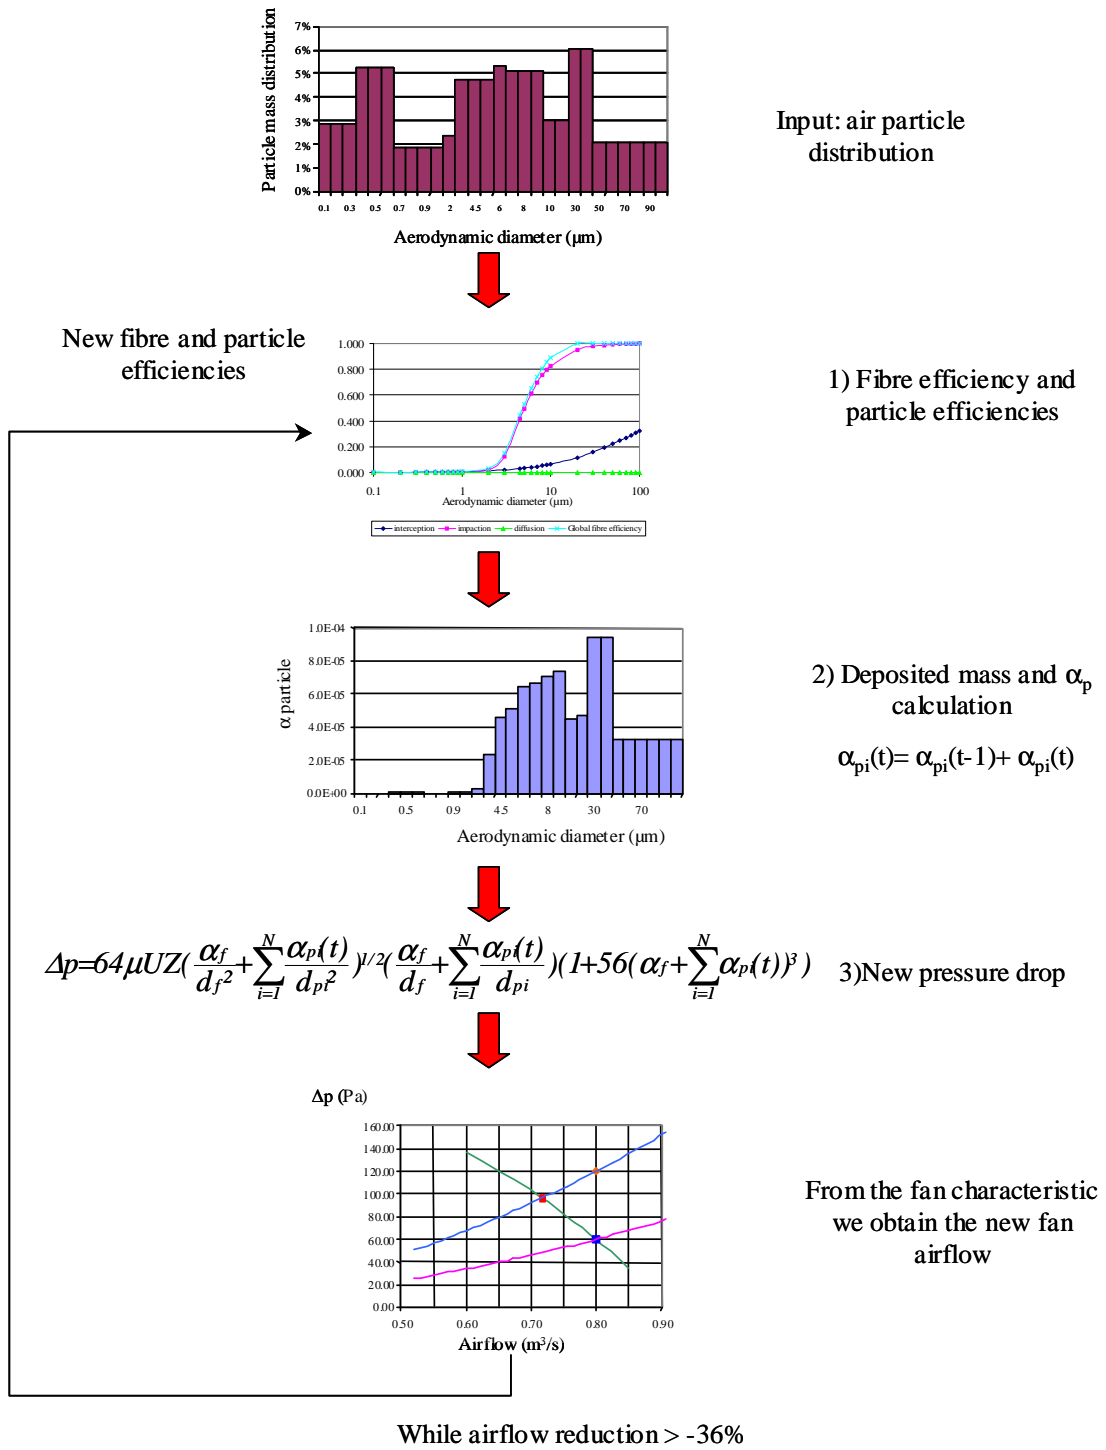 7%
6%
5%
4%
3%
2%
1%
0%
Particle mass distribution
0.1 0.3 0.5 0.7 0.9 2 4.5 6 8 10 30 50 70 90
Aerodynamic diameter (µm)
Input: air particle
distribution
New fibre and particle
efficiencies
1.000
0.800
0.600
0.400
0.200
0.000
0.1 1 10 100
Aerodynamic diameter (µm)
interception impaction diffusion Global fibre efficiency
1) Fibre efficiency and
particle efficiencies
1.0E-04
8.0E-05
6.0E-05
4.0E-05
2.0E-05
0.0E+00
α particle
0.1 0.5 0.9 4.5 8 30 70
Aerodynamic diameter (µm)
2) Deposited mass and αp
calculation
αpi(t)= αpi(t-1)+ αpi(t)
Δp=64μUZ(αf/df²+∑i=1N αpi(t)/dpi²)1/2(αf/df+∑i=1N αpi(t)/dpi)(1+56(αf+∑i=1N αpi(t))³)
3)New pressure drop
Δp (Pa)
160.00
140.00
120.00
100.00
80.00
60.00
40.00
20.00
0.00
0.50 0.60 0.70 0.80 0.90
Airflow (m³/s)
From the fan characteristic
we obtain the new fan
airflow
While airflow reduction > -36%